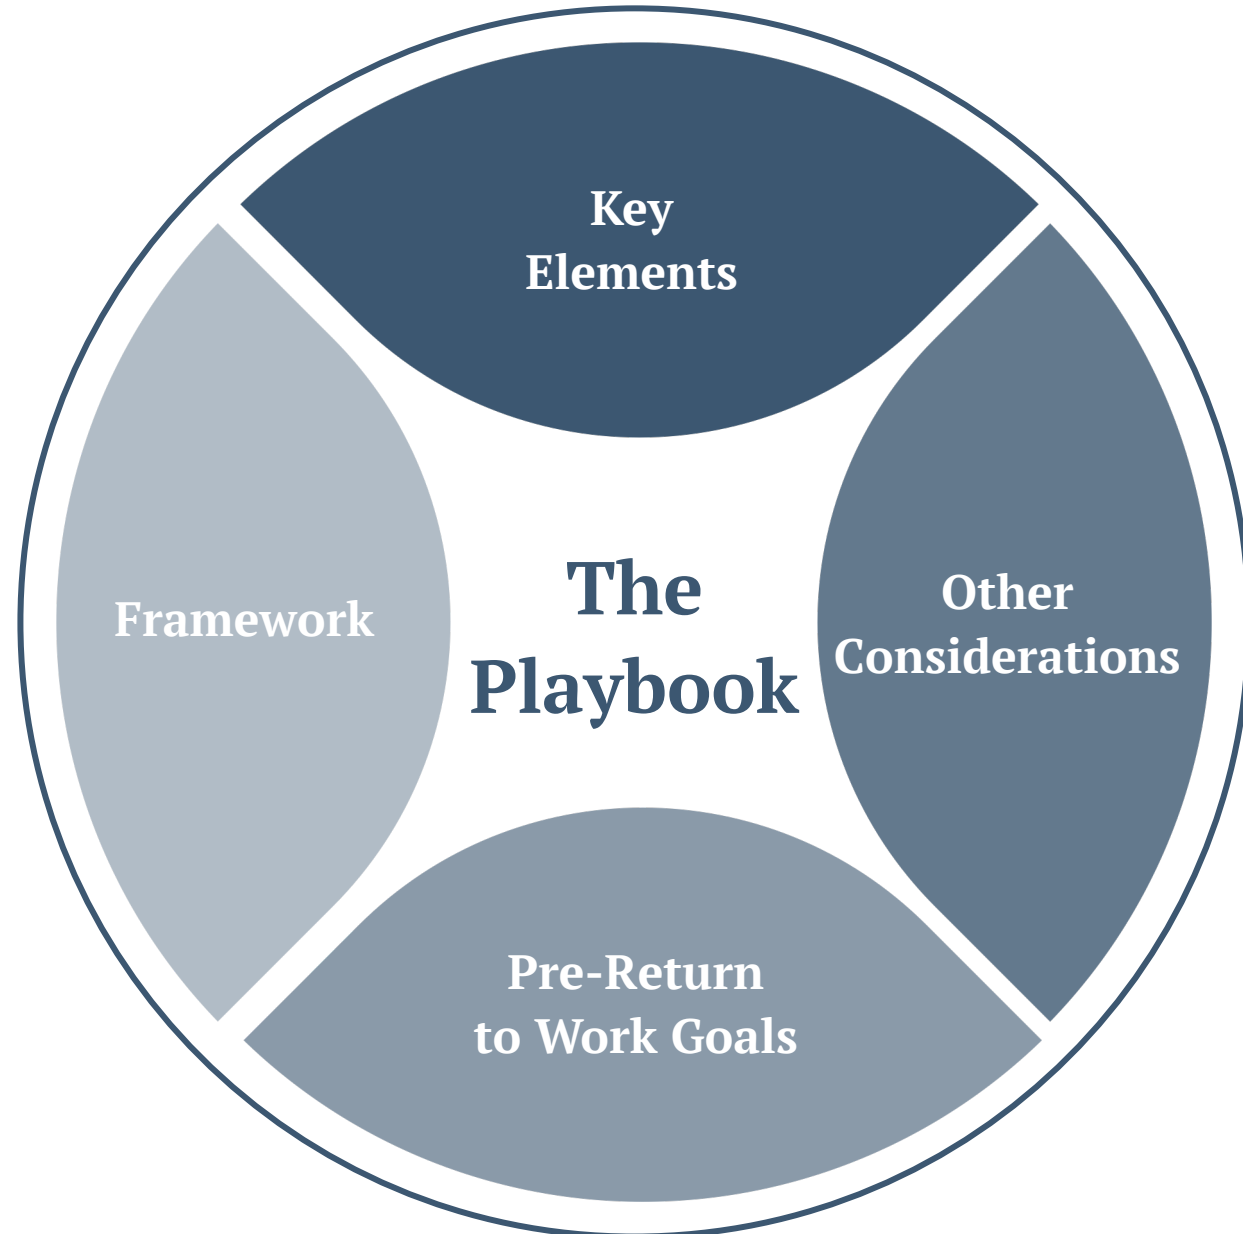 Key
Elements
Framework
The
Playbook
Other
Considerations
Pre-Return
to Work Goals